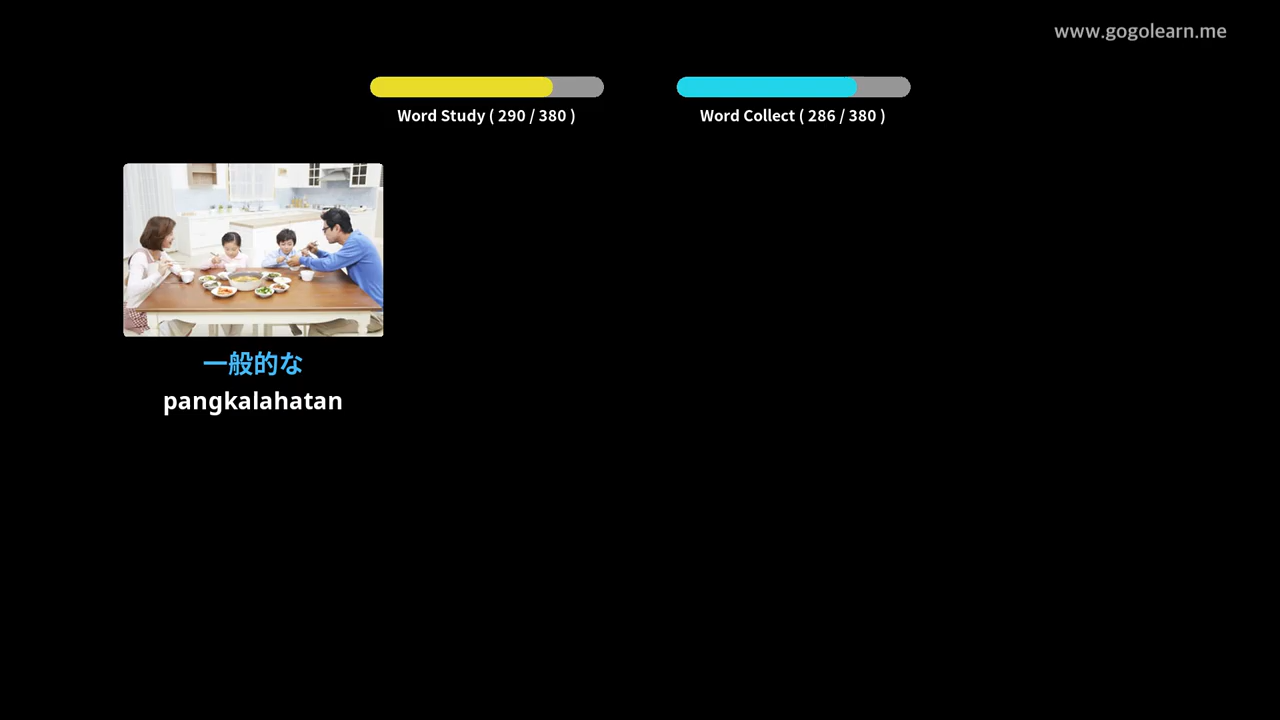 www.gogolearn.me
Word Study ( 290 / 380 )
Word Collect ( 286 / 380 )
一般的な
pangkalahatan